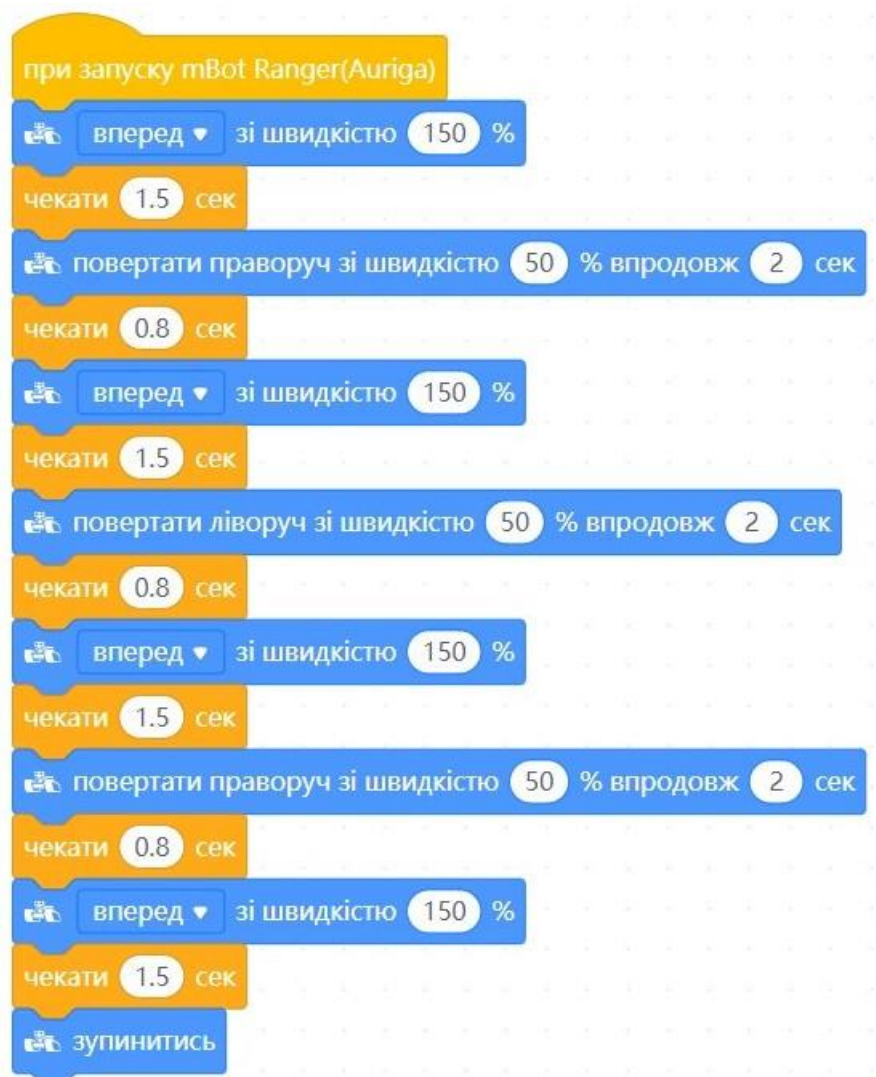 при запуску mBot Ranger(Auriga)
вперед зі швидкістю 150 %
чекати 1.5 сек
повертати праворуч зі швидкістю 50 % впродовж 2 сек
чекати 0.8 сек
вперед зі швидкістю 150 %
чекати 1.5 сек
повертати ліворуч зі швидкістю 50 % впродовж 2 сек
чекати 0.8 сек
вперед зі швидкістю 150 %
чекати 1.5 сек
повертати праворуч зі швидкістю 50 % впродовж 2 сек
чекати 0.8 сек
вперед зі швидкістю 150 %
чекати 1.5 сек
зупинитись